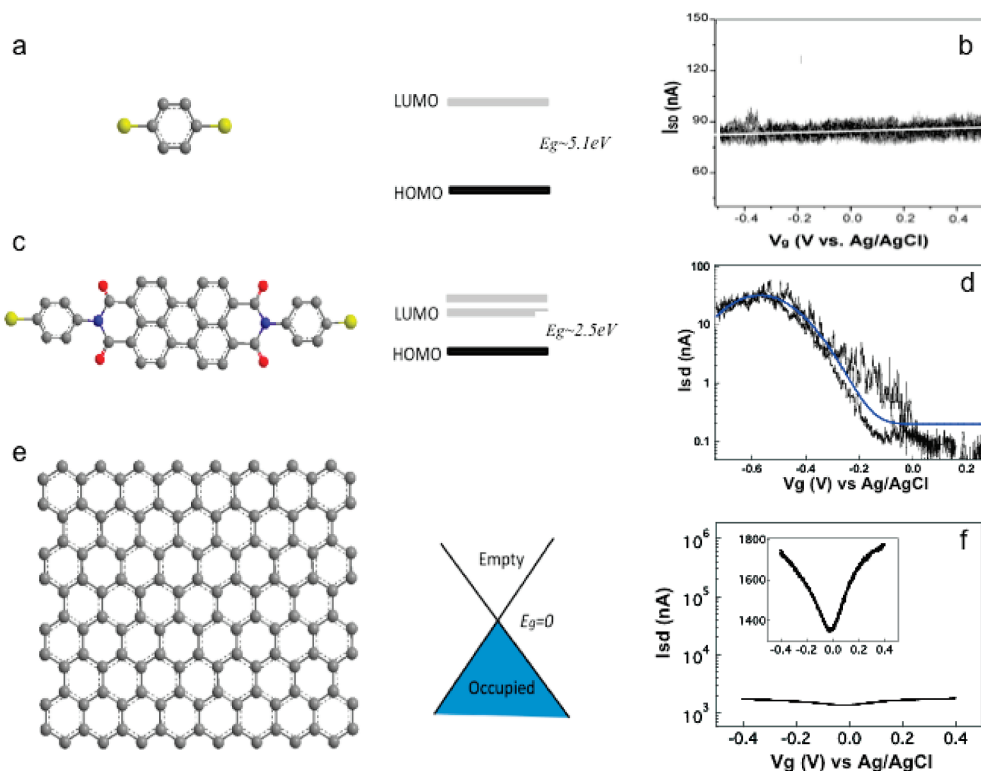 a
LUMO
HOMO
Eg~5.1eV
b
150
120
90
60
I_SD (nA)
-0.4
-0.2
0.0
0.2
0.4
Vg (V vs. Ag/AgCl)
c
LUMO
HOMO
Eg~2.5eV
N
N
d
100
10
1
0.1
Isd (nA)
-0.6
-0.4
-0.2
0.0
0.2
Vg (V) vs Ag/AgCl
e
Empty
Eg=0
Occupied
f
10^6
10^5
10^4
10^3
Isd (nA)
1800
1600
1400
-0.4
-0.2
0.0
0.2
0.4
-0.4
-0.2
0.0
0.2
0.4
Vg (V) vs Ag/AgCl